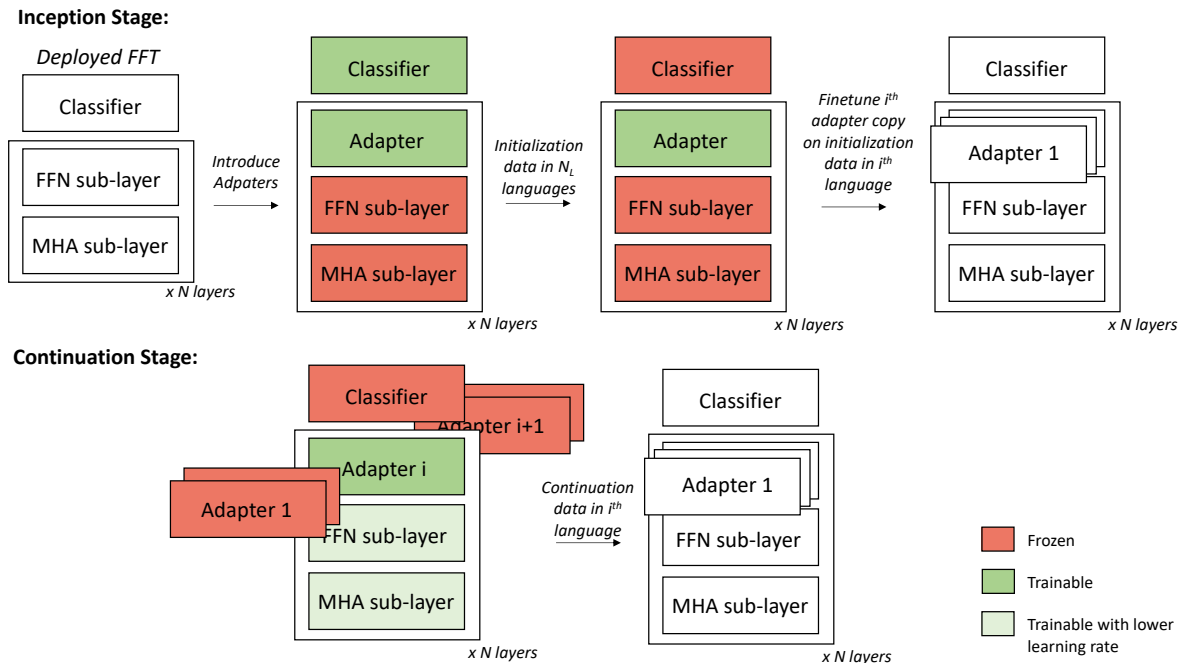 Inception Stage:
Deployed FFT
Classifier
FFN sub-layer
MHA sub-layer
x N layers
Introduce
Adpaters
Classifier
Adapter
FFN sub-layer
MHA sub-layer
x N layers
Initialization
data in N_L
languages
Classifier
Adapter
FFN sub-layer
MHA sub-layer
x N layers
Finetune i^th
adapter copy
on initialization
data in i^th
language
Classifier
Adapter 1
FFN sub-layer
MHA sub-layer
x N layers
Continuation Stage:
Classifier
Adapter i+1
Adapter i
Adapter 1
FFN sub-layer
MHA sub-layer
x N layers
Continuation
data in i^th
language
Classifier
Adapter 1
FFN sub-layer
MHA sub-layer
x N layers
Frozen
Trainable
Trainable with lower
learning rate